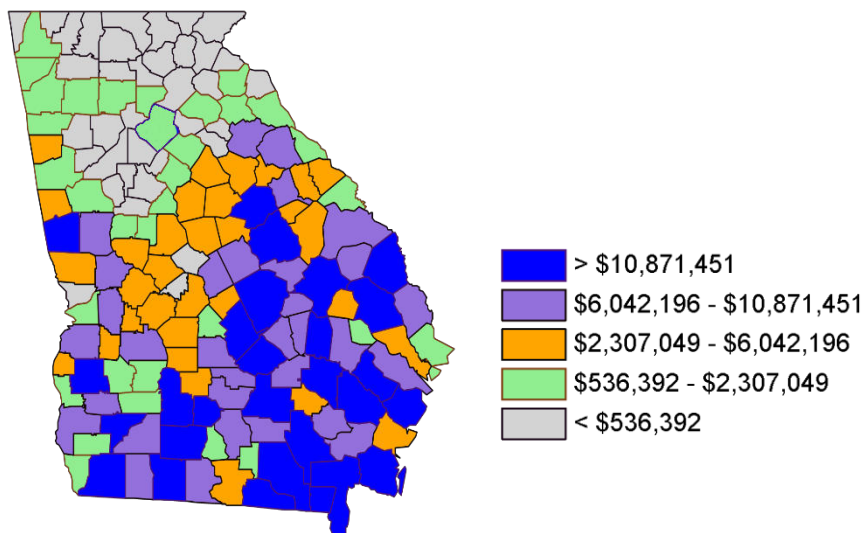 > $10,871,451
$6,042,196 - $10,871,451
$2,307,049 - $6,042,196
$536,392 - $2,307,049
< $536,392